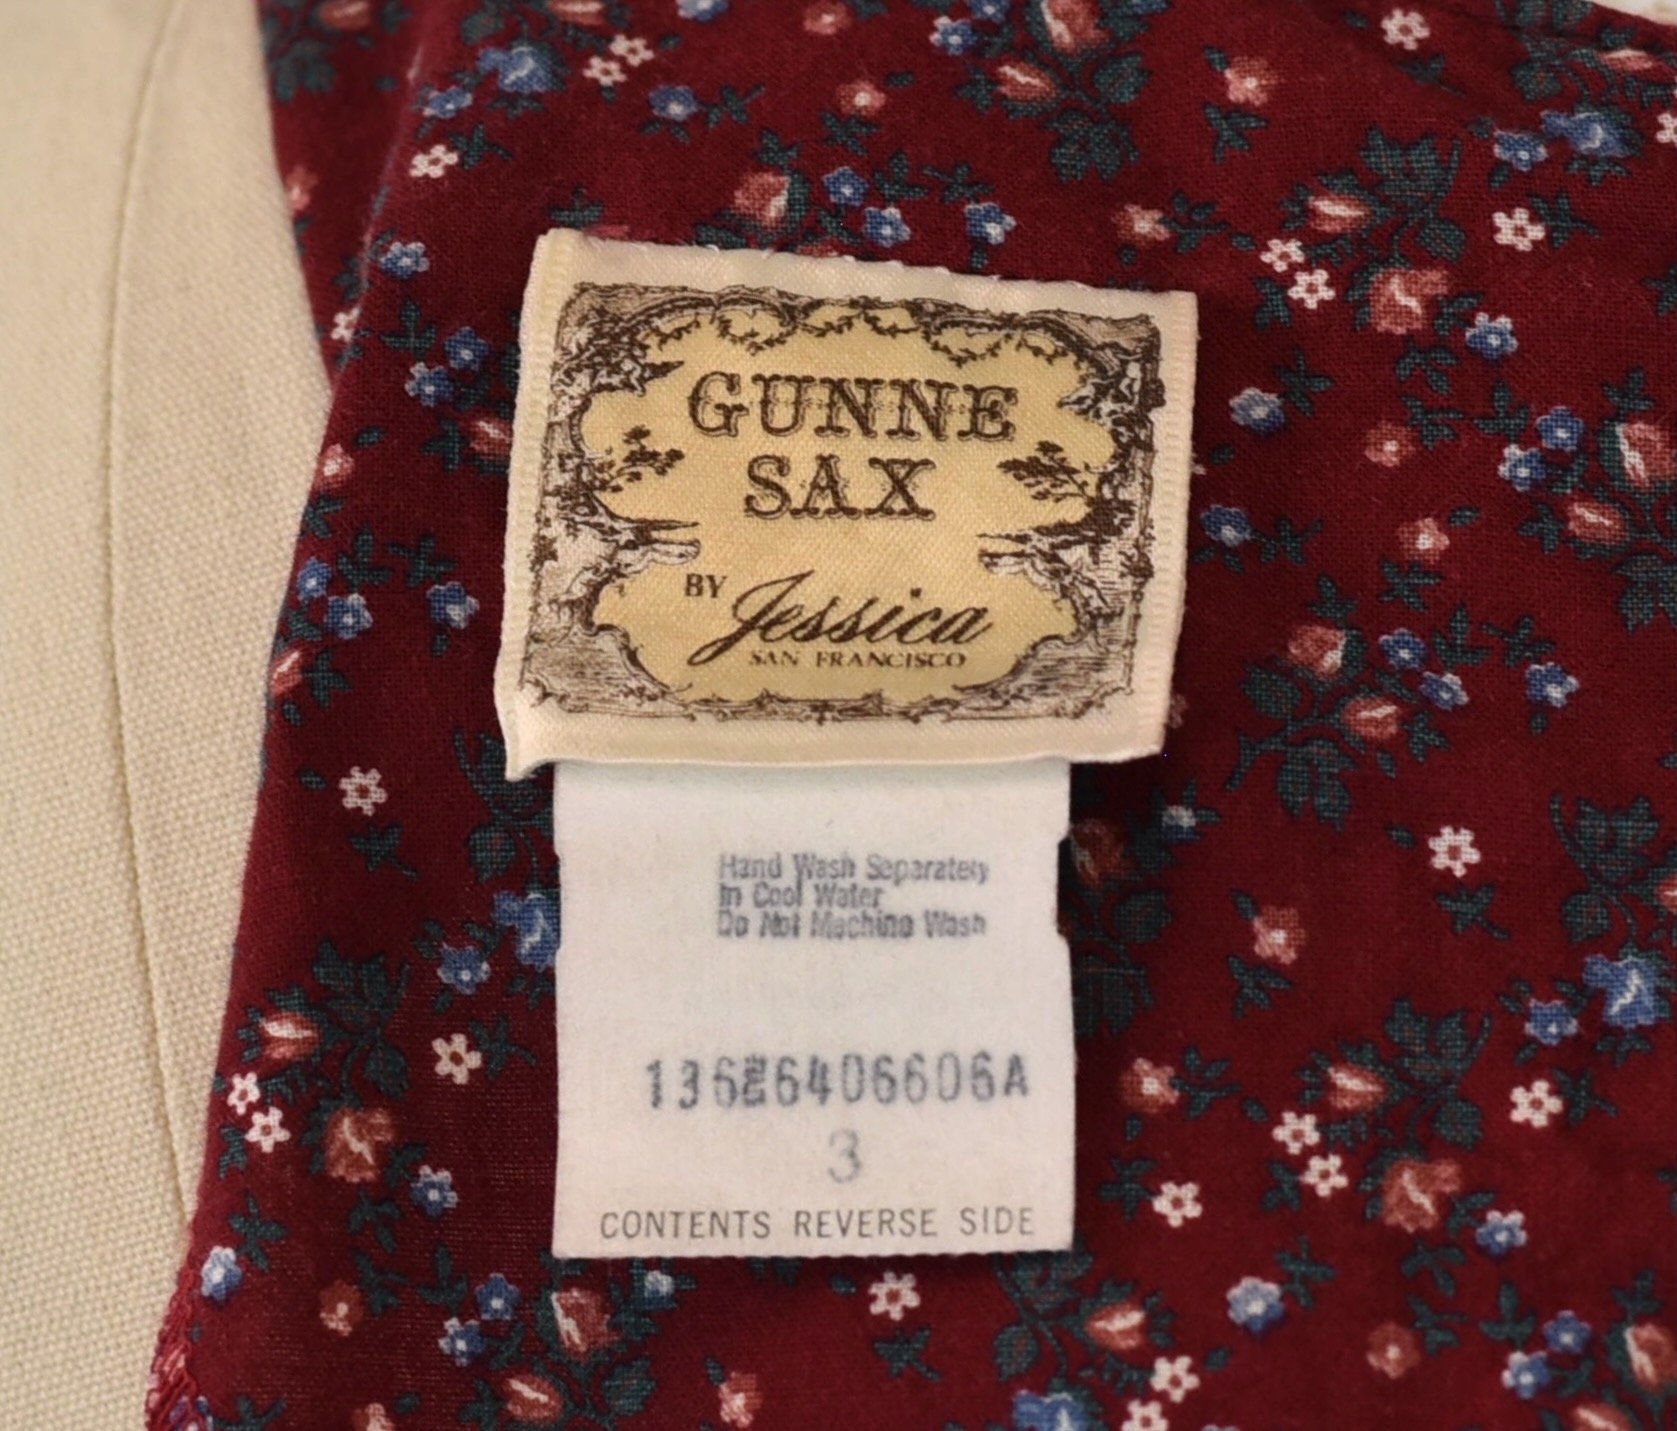 GUNNE
SAX
BY Jessica
SAN FRANCISCO
Hand Wash Separately
In Cool Water
Do Not Machine Wash
3
CONTENTS REVERSE SIDE